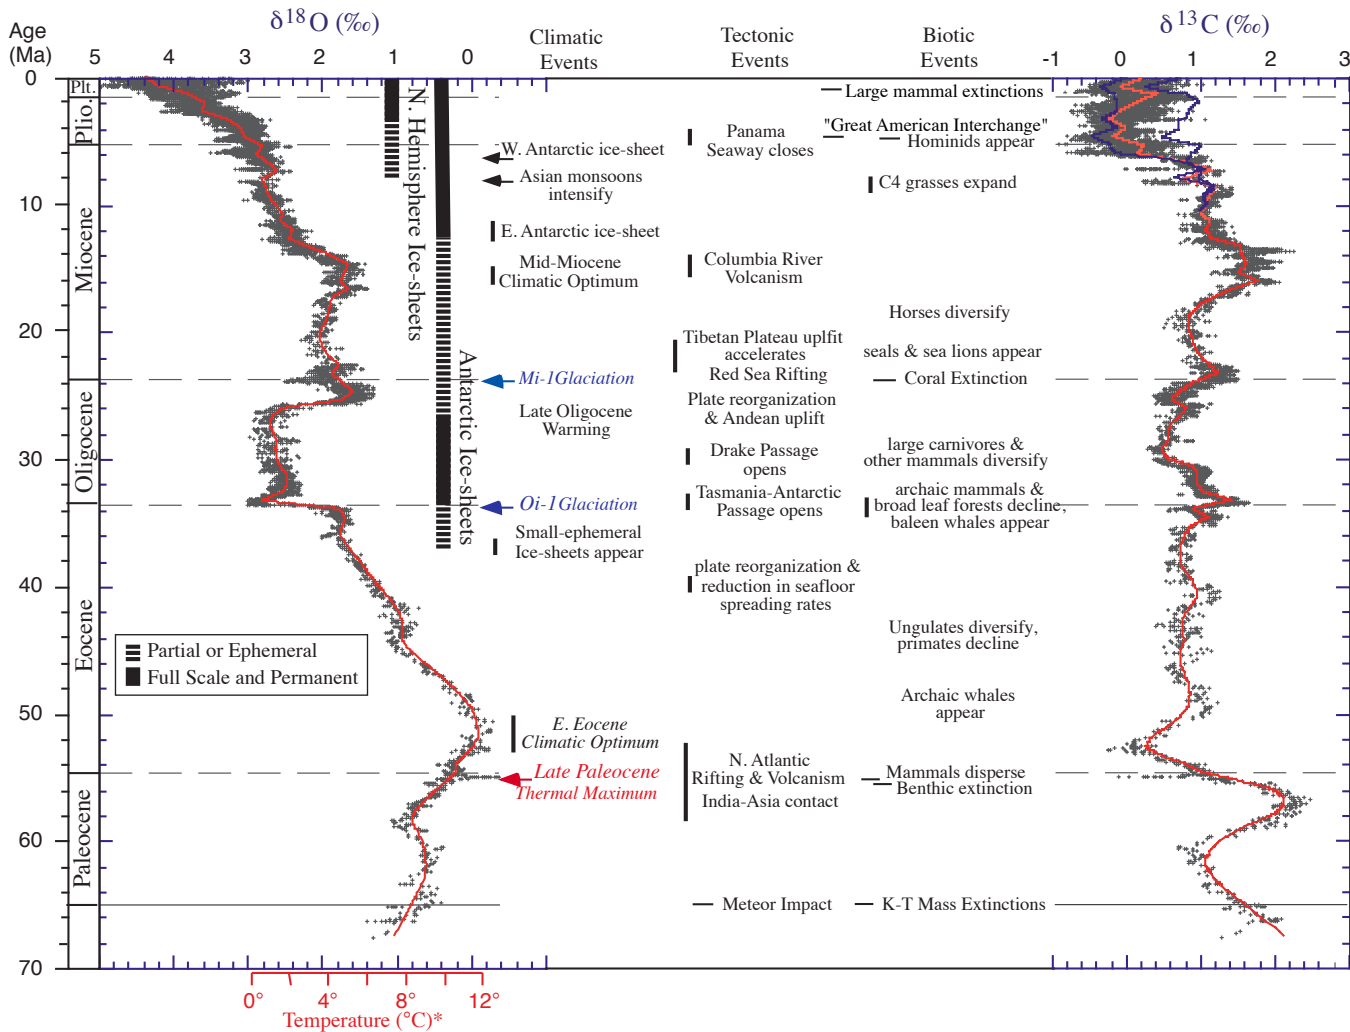 Age
(Ma)
δ18O (‰)
5 4 3 2 1 0
Climatic
Events
Tectonic
Events
Biotic
Events
δ13C (‰)
-1 0 1 2 3
0
10
20
30
40
50
60
70
Plt.
Plio.
Miocene
Oligocene
Eocene
Paleocene
N. Hemisphere Ice-sheets
Antarctic Ice-sheets
W. Antarctic ice-sheet
Asian monsoons
intensify
E. Antarctic ice-sheet
Mid-Miocene
Climatic Optimum
Mi-1Glaciation
Late Oligocene
Warming
Oi-1Glaciation
Small-ephemeral
Ice-sheets appear
E. Eocene
Climatic Optimum
Late Paleocene
Thermal Maximum
Panama
Seaway closes
Columbia River
Volcanism
Tibetan Plateau uplfit
accelerates
Red Sea Rifting
Plate reorganization
& Andean uplift
Drake Passage
opens
Tasmania-Antarctic
Passage opens
plate reorganization &
reduction in seafloor
spreading rates
N. Atlantic
Rifting & Volcanism
India-Asia contact
Meteor Impact
Large mammal extinctions
"Great American Interchange"
Hominids appear
C4 grasses expand
Horses diversify
seals & sea lions appear
Coral Extinction
large carnivores &
other mammals diversify
archaic mammals &
broad leaf forests decline,
baleen whales appear
Ungulates diversify,
primates decline
Archaic whales
appear
Mammals disperse
Benthic extinction
K-T Mass Extinctions
Partial or Ephemeral
Full Scale and Permanent
0° 4° 8° 12°
Temperature (°C)*